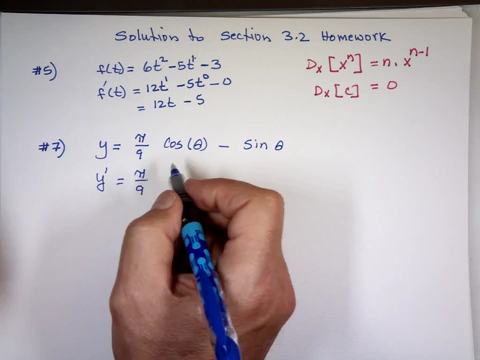 Solution to Section 3.2 Homework
#5) f(t) = 6t² - 5t¹ - 3
f'(t) = 12t¹ - 5t⁰ - 0
= 12t - 5
Dx[xⁿ] = n · xⁿ⁻¹
Dx[c] = 0
#7) y = π/9 cos(θ) - sin θ
y' = π/9